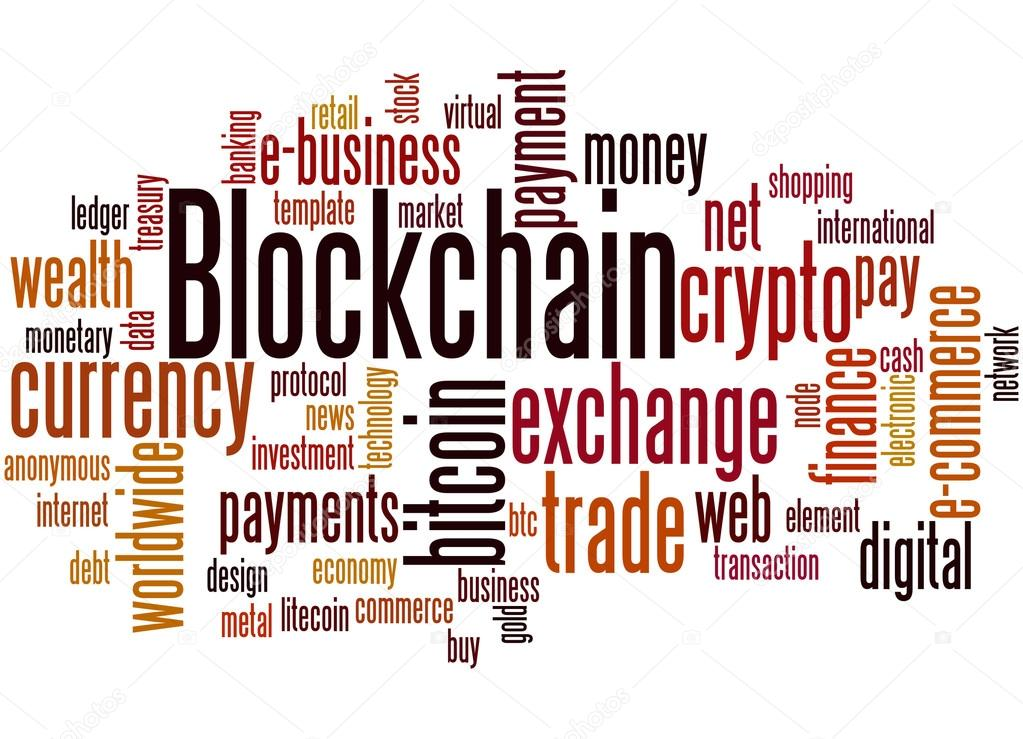 stock
retail
virtual
payment
banking
e-business
money
shopping
treasury
ledger
template
market
net
international
Blockchain
wealth
crypto
pay
monetary
data
e-commerce
network
cash
finance
currency
protocol
technology
bitcoin
exchange
node
electronic
news
investment
anonymous
worldwide
internet
payments
btc
trade
web
element
digital
transaction
debt
design
economy
business
metal
litecoin
commerce
gold
buy
depositphotos